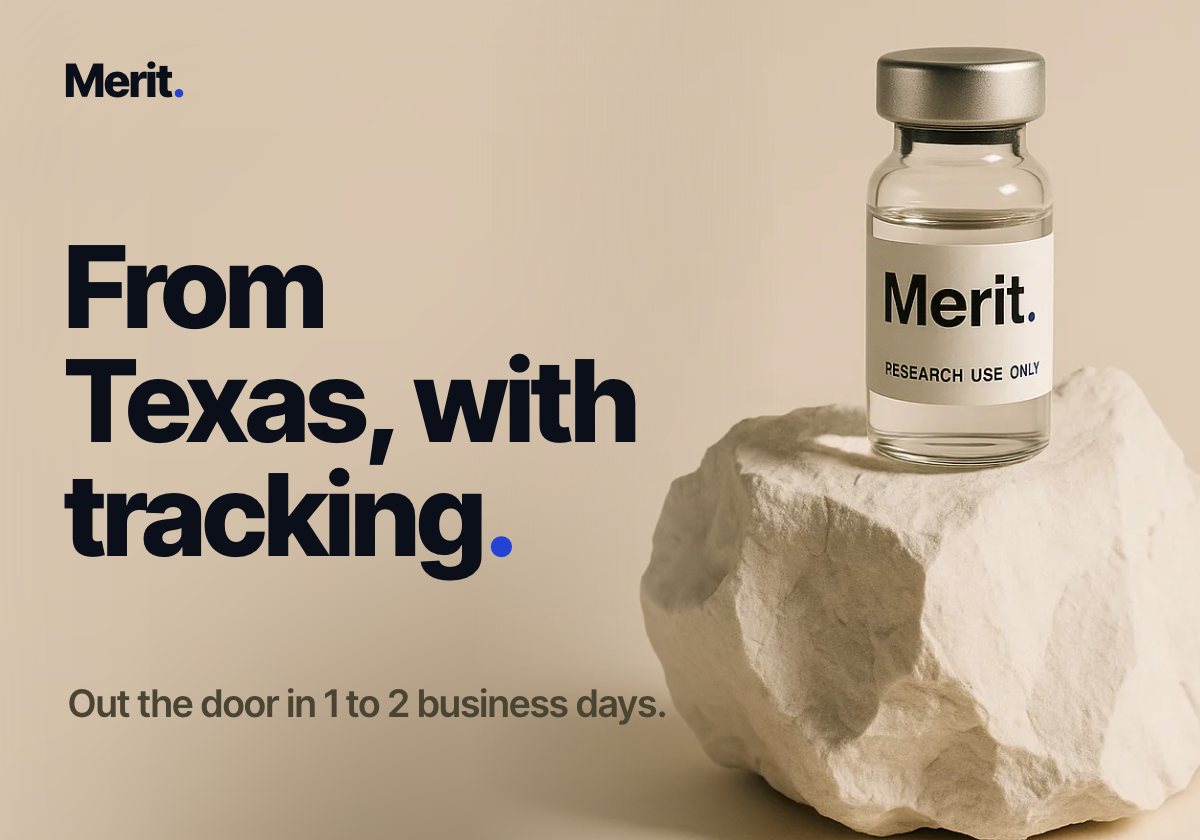 Merit.
From
Texas, with
tracking.
Out the door in 1 to 2 business days.
Merit.
RESEARCH USE ONLY